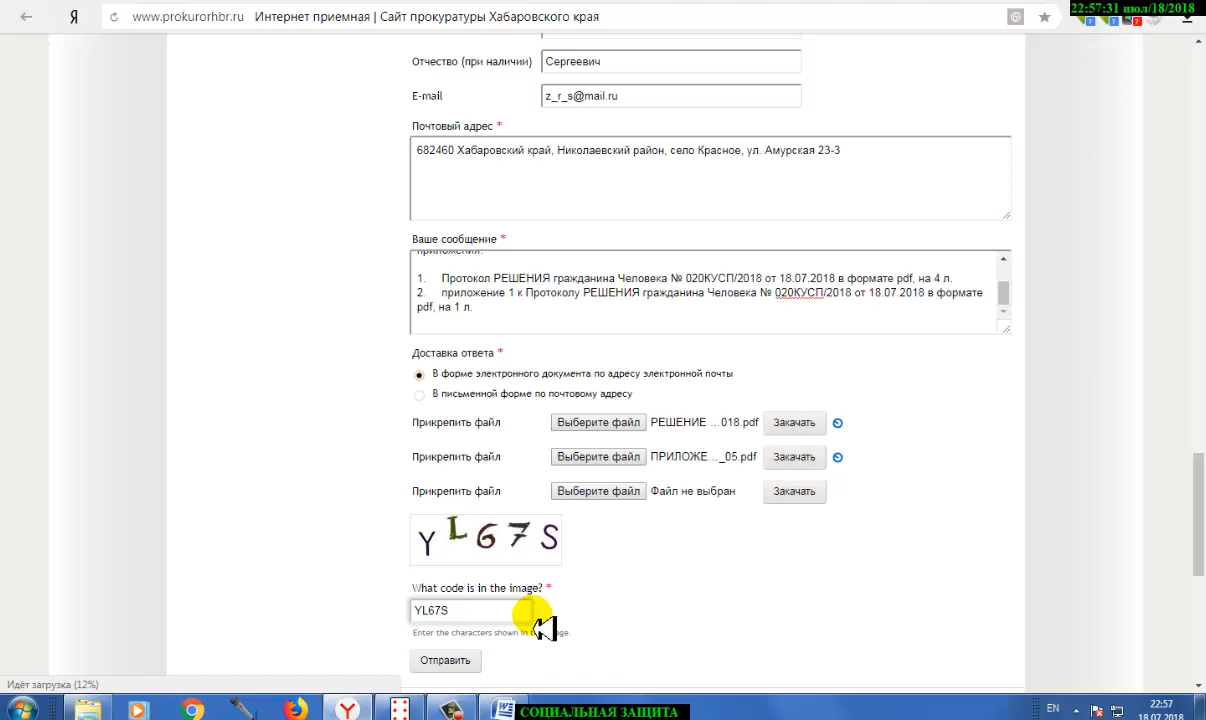 www.prokurorhbr.ru Интернет приемная | Сайт прокуратуры Хабаровского края
22:57:31 июл/18/2018
Отчество (при наличии) Сергеевич
E-mail z_r_s@mail.ru
Почтовый адрес *
682460 Хабаровский край, Николаевский район, село Красное, ул. Амурская 23-3
Ваше сообщение *
приложения:
1. Протокол РЕШЕНИЯ гражданина Человека № 020КУСП/2018 от 18.07.2018 в формате pdf, на 4 л.
2. приложение 1 к Протоколу РЕШЕНИЯ гражданина Человека № 020КУСП/2018 от 18.07.2018 в формате
pdf, на 1 л.
Доставка ответа *
В форме электронного документа по адресу электронной почты
В письменной форме по почтовому адресу
Прикрепить файл Выберите файл РЕШЕНИЕ ...018.pdf Закачать
Прикрепить файл Выберите файл ПРИЛОЖЕ..._05.pdf Закачать
Прикрепить файл Выберите файл Файл не выбран Закачать
Y L 6 7 S
What code is in the image? *
YL67S
Enter the characters shown in
Отправить
Идёт загрузка (12%)
EN 22:57
СОЦИАЛЬНАЯ ЗАЩИТА 18.07.2018